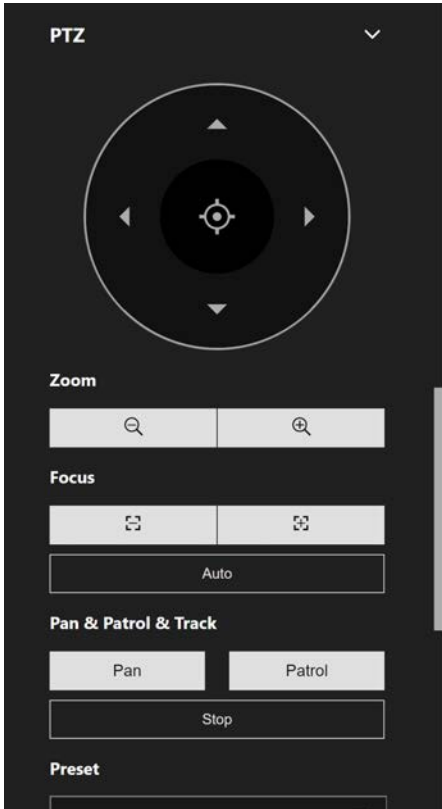 PTZ
Zoom
Focus
Auto
Pan & Patrol & Track
Pan Patrol
Stop
Preset